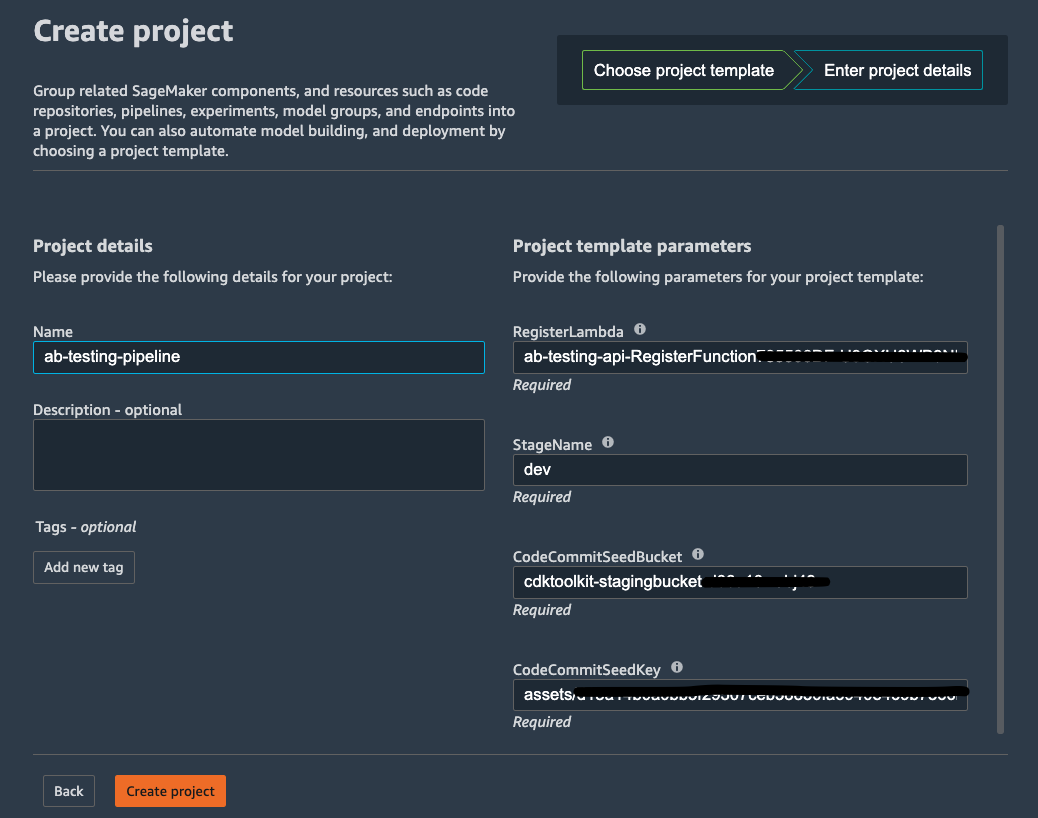 Create project
Choose project template
Enter project details
Group related SageMaker components, and resources such as code
repositories, pipelines, experiments, model groups, and endpoints into
a project. You can also automate model building, and deployment by
choosing a project template.
Project details
Please provide the following details for your project:
Name
ab-testing-pipeline
Description - optional
Tags - optional
Add new tag
Project template parameters
Provide the following parameters for your project template:
RegisterLambda
ab-testing-api-RegisterFunction
Required
StageName
dev
Required
CodeCommitSeedBucket
cdktoolkit-stagingbucket
Required
CodeCommitSeedKey
assets/
Required
Back
Create project